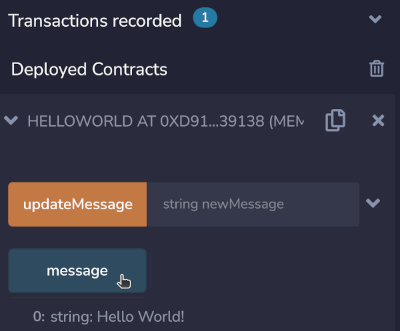 Transactions recorded 1
Deployed Contracts
HELLOWORLD AT 0XD91...39138 (MEM
updateMessage string newMessage
message
0: string: Hello World!